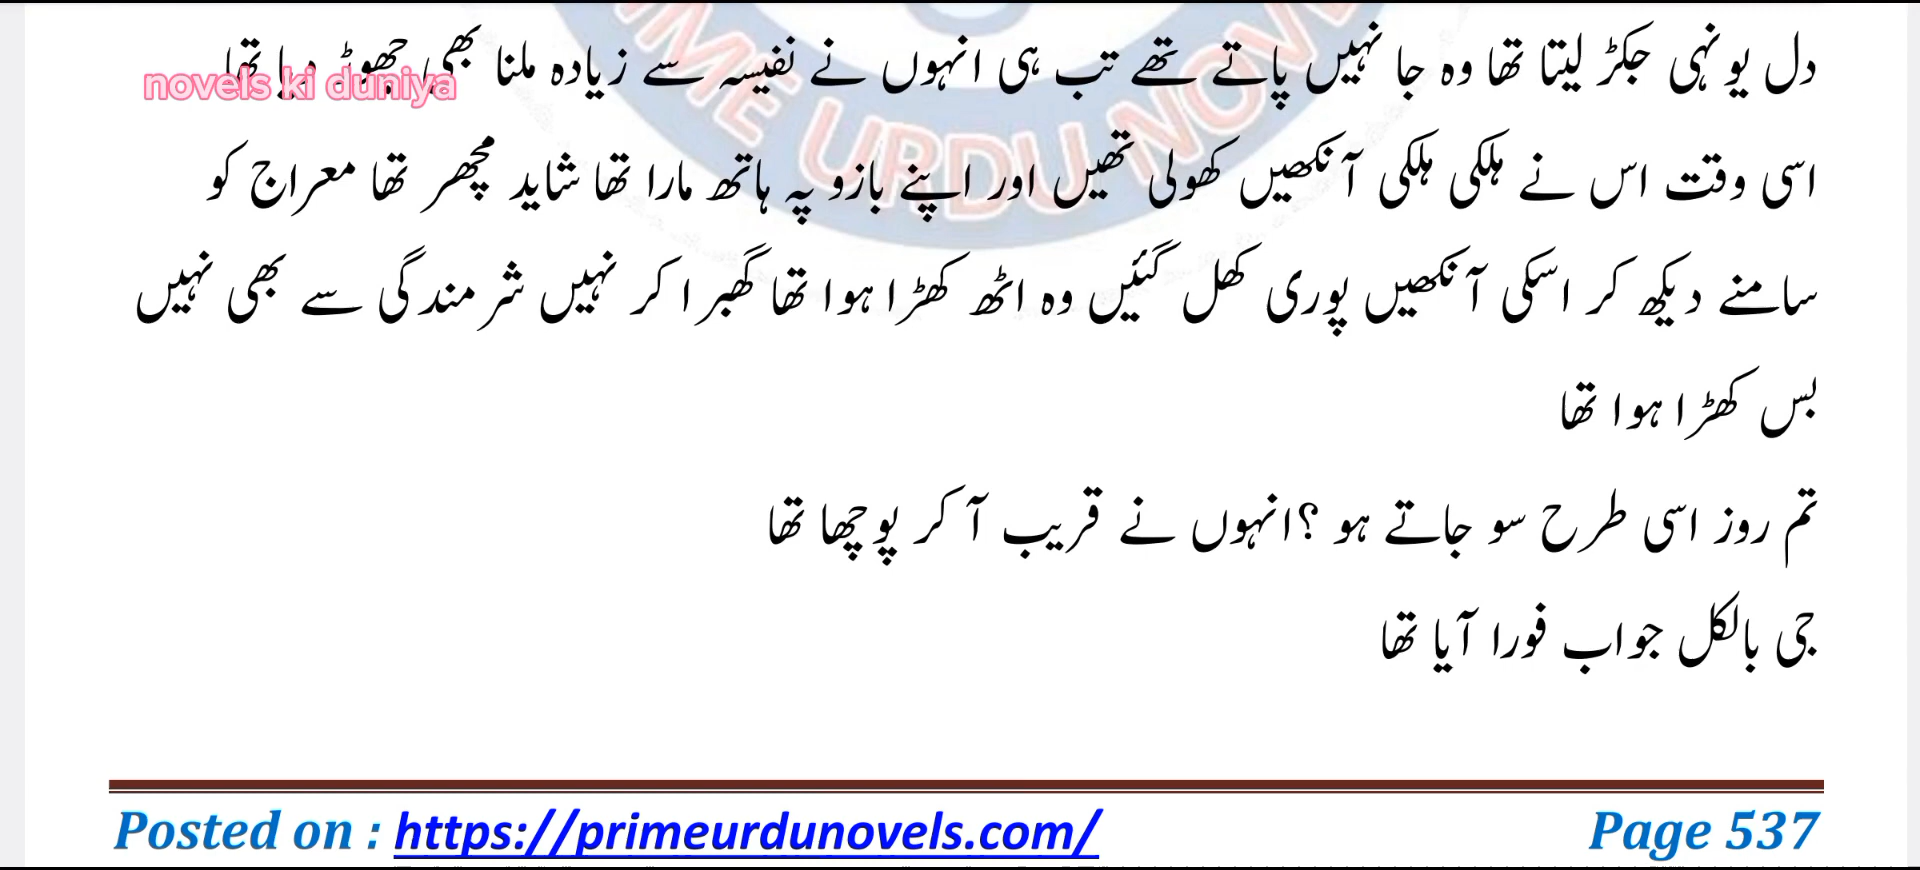 دل یونہی جکڑ لیتا تھا وہ جا نہیں پاتے تھے تب ہی انہوں نے نفیسہ سے زیادہ ملنا بھی چھوڑ دیا تھا
novels ki duniya
اسی وقت اس نے ہلکی ہلکی آنکھیں کھولی تھیں اور اپنے بازو پہ ہاتھ مارا تھا شاید مچھر تھا معراج کو
سامنے دیکھ کر اسکی آنکھیں پوری کھل گئیں وہ اٹھ کھڑا ہوا تھا گھبرا کر نہیں شرمندگی سے بھی نہیں
بس کھڑا ہوا تھا
تم روز اسی طرح سو جاتے ہو ؟انہوں نے قریب آ کر پوچھا تھا
جی بالکل جواب فورا آیا تھا
PRIME URDU NOVELS
Posted on : https://primeurdunovels.com/ Page 537